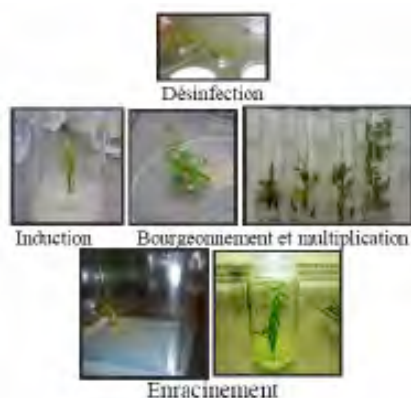 Désinfection
Induction
Bourgeonnement et multiplication
Enracinement